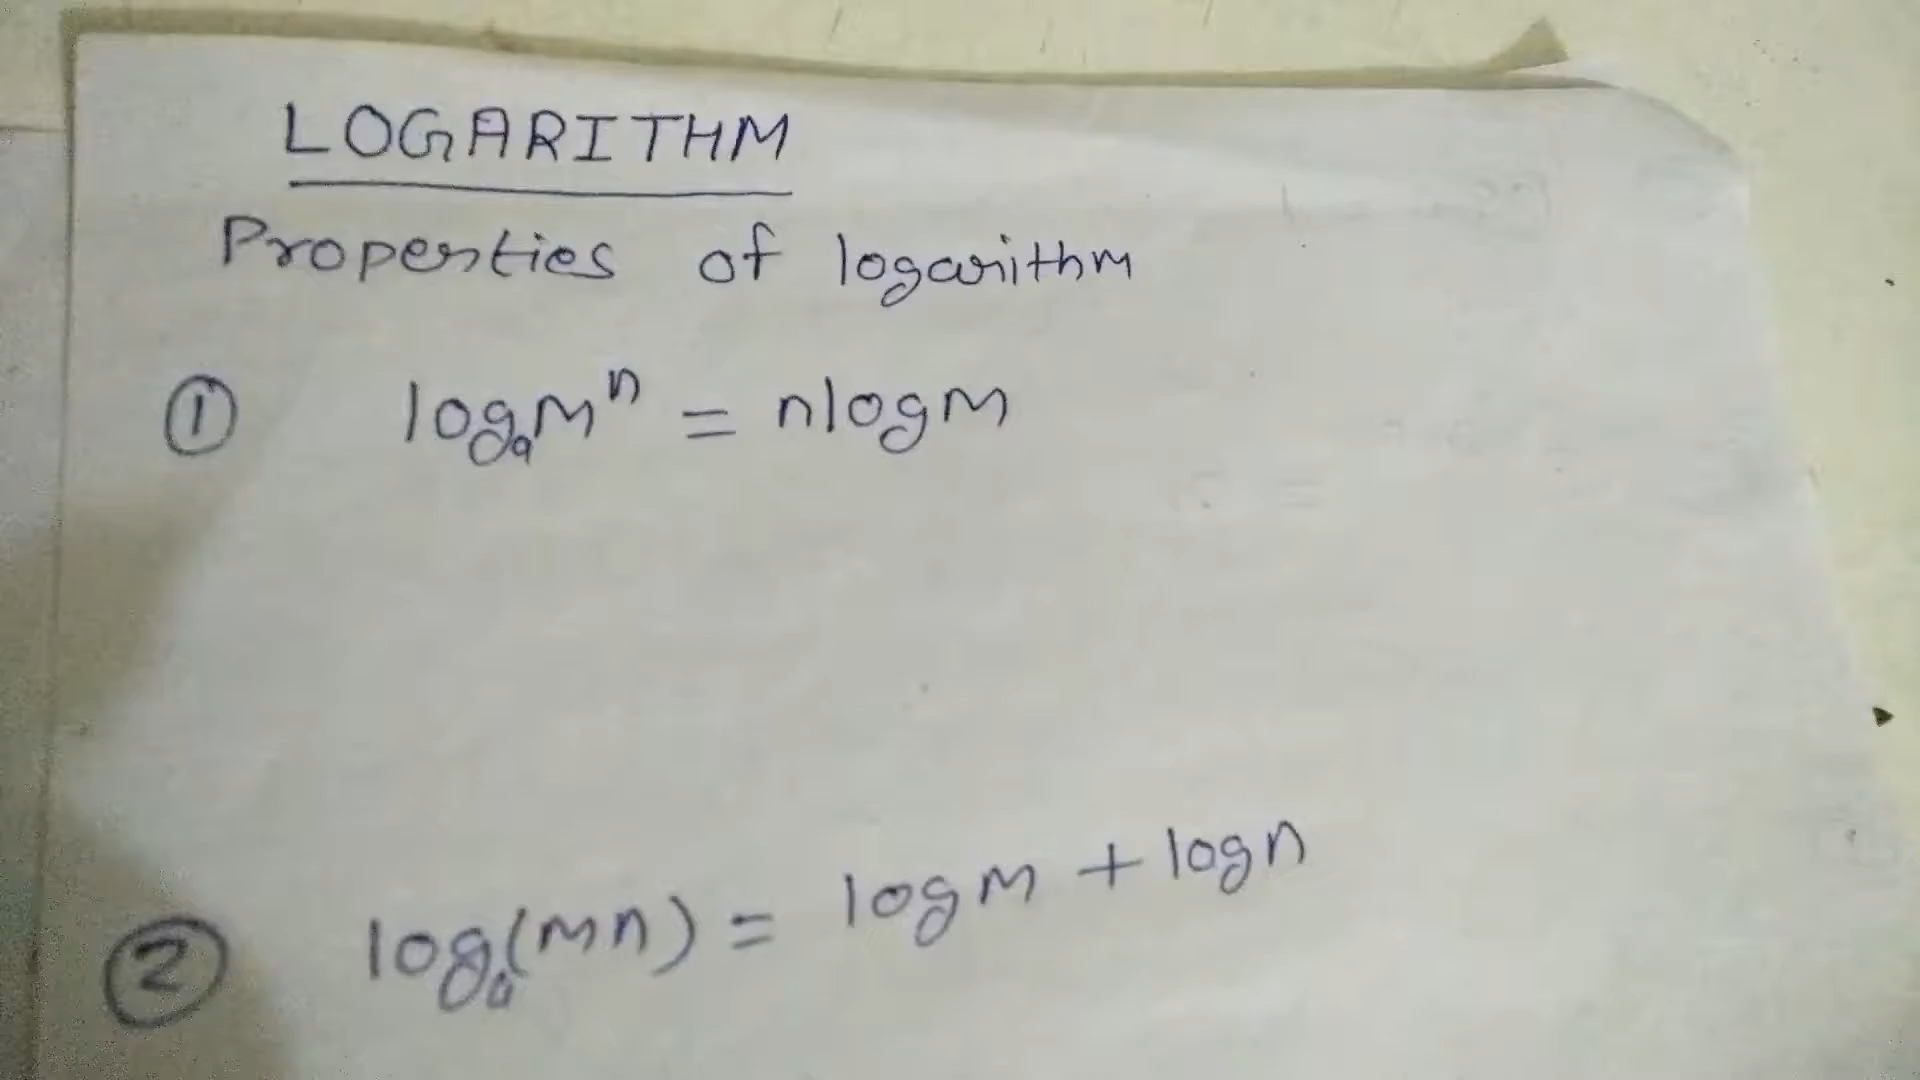 LOGARITHM
Properties of logarithm
① logₐmⁿ = nlogm
② logₐ(mn) = logm + logn